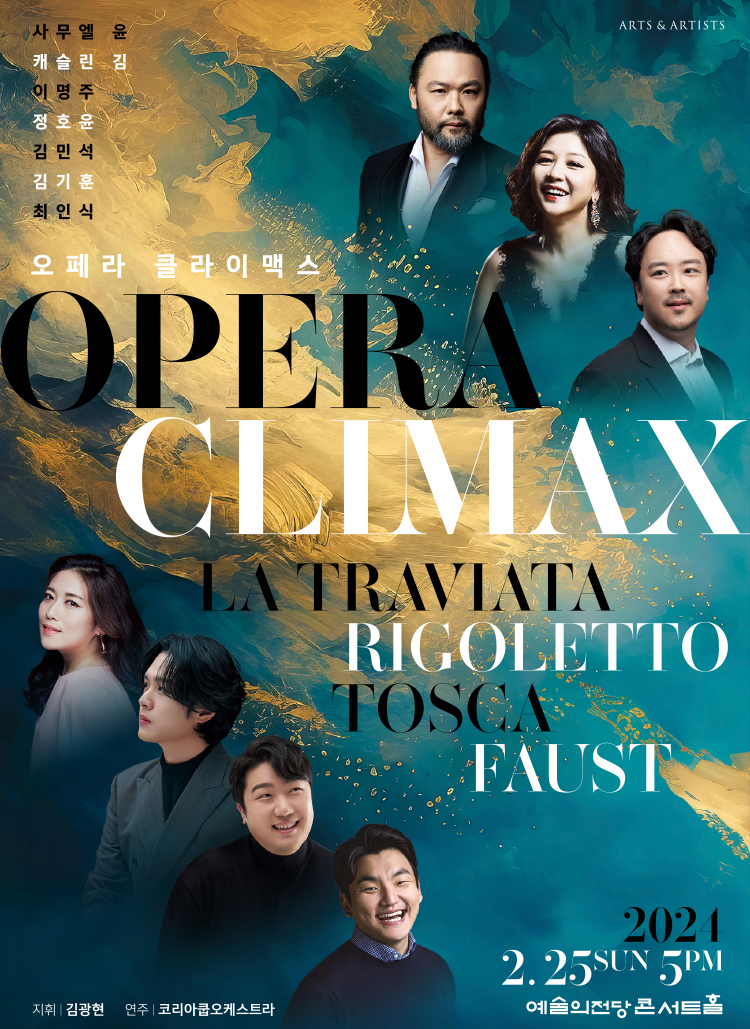 ARTS & ARTISTS
사무엘 윤
캐슬린 김
이명주
정호윤
김민석
김기훈
최인식
오페라 클라이맥스
OPERA
CLIMAX
LA TRAVIATA
RIGOLETTO
TOSCA
FAUST
2024
2. 25SUN 5PM
예술의전당 콘서트홀
지휘 | 김광현 연주 | 코리아쿱오케스트라